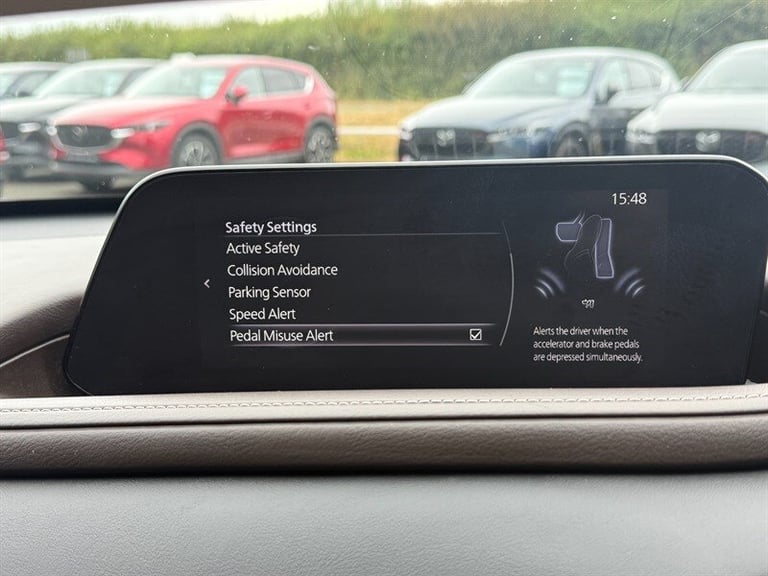 15:48
Safety Settings
Active Safety
Collision Avoidance
Parking Sensor
Speed Alert
Pedal Misuse Alert
Alerts the driver when the
accelerator and brake pedals
are depressed simultaneously.